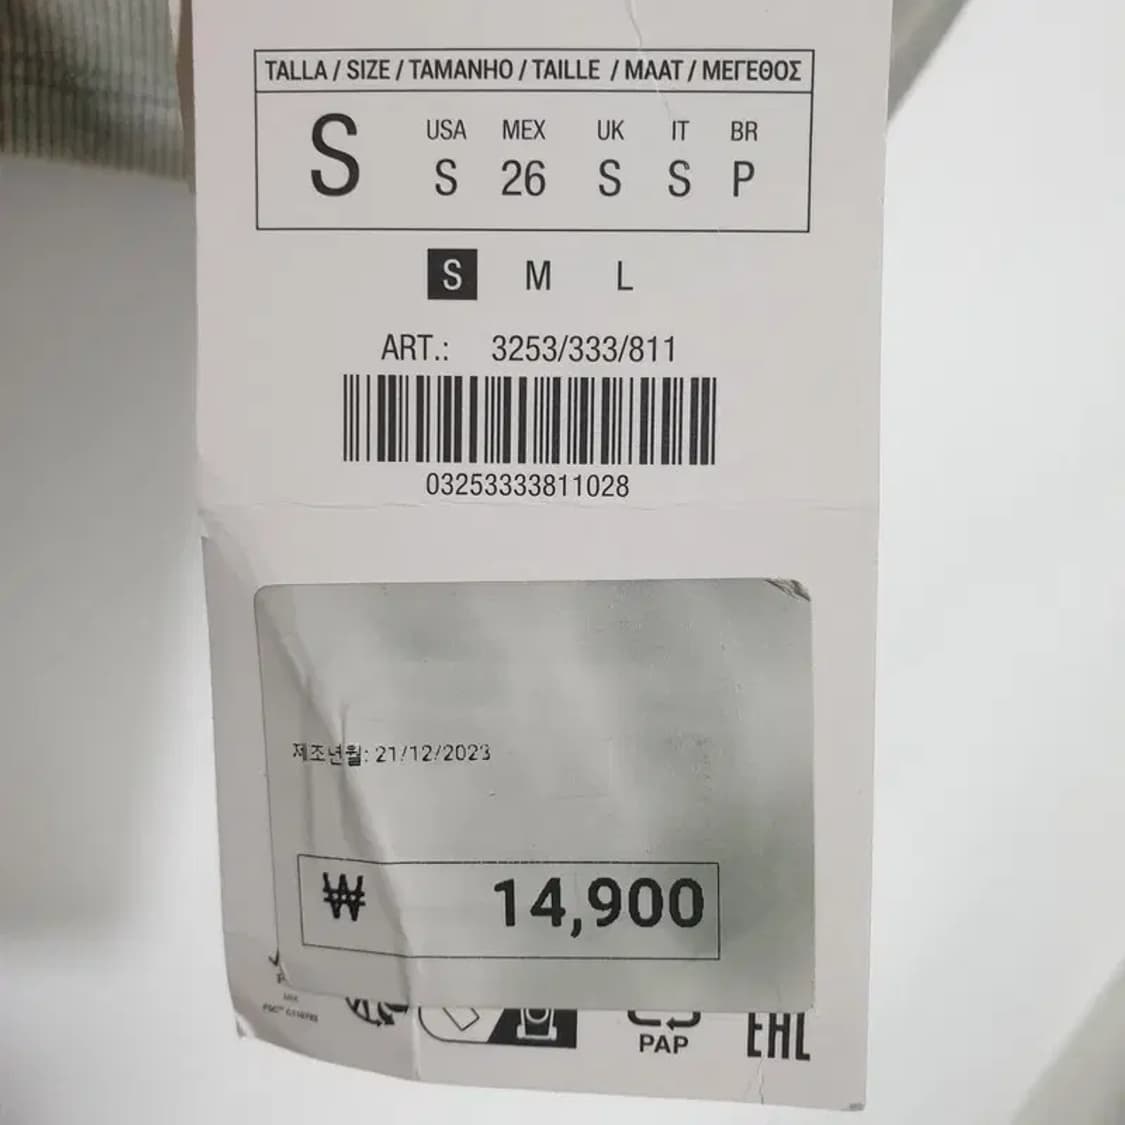 TALLA / SIZE / TAMANHO / TAILLE / MAAT / ΜΕΓΕΘΟΣ
S
USA MEX UK IT BR
S 26 S S P
S M L
ART.: 3253/333/811
03253333811028
제조년월: 21/12/2023
₩ 14,900
MIX
PAP
EAC